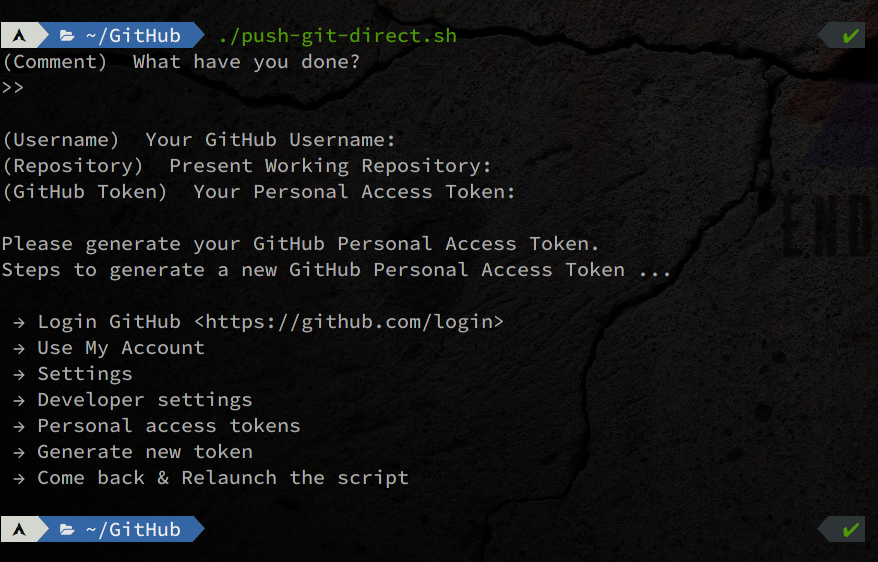 ~/GitHub ./push-git-direct.sh ✔
(Comment) What have you done?
>>
(Username) Your GitHub Username:
(Repository) Present Working Repository:
(GitHub Token) Your Personal Access Token:
Please generate your GitHub Personal Access Token.
Steps to generate a new GitHub Personal Access Token ...
→ Login GitHub <https://github.com/login>
→ Use My Account
→ Settings
→ Developer settings
→ Personal access tokens
→ Generate new token
→ Come back & Relaunch the script
~/GitHub ✔
E.N.D